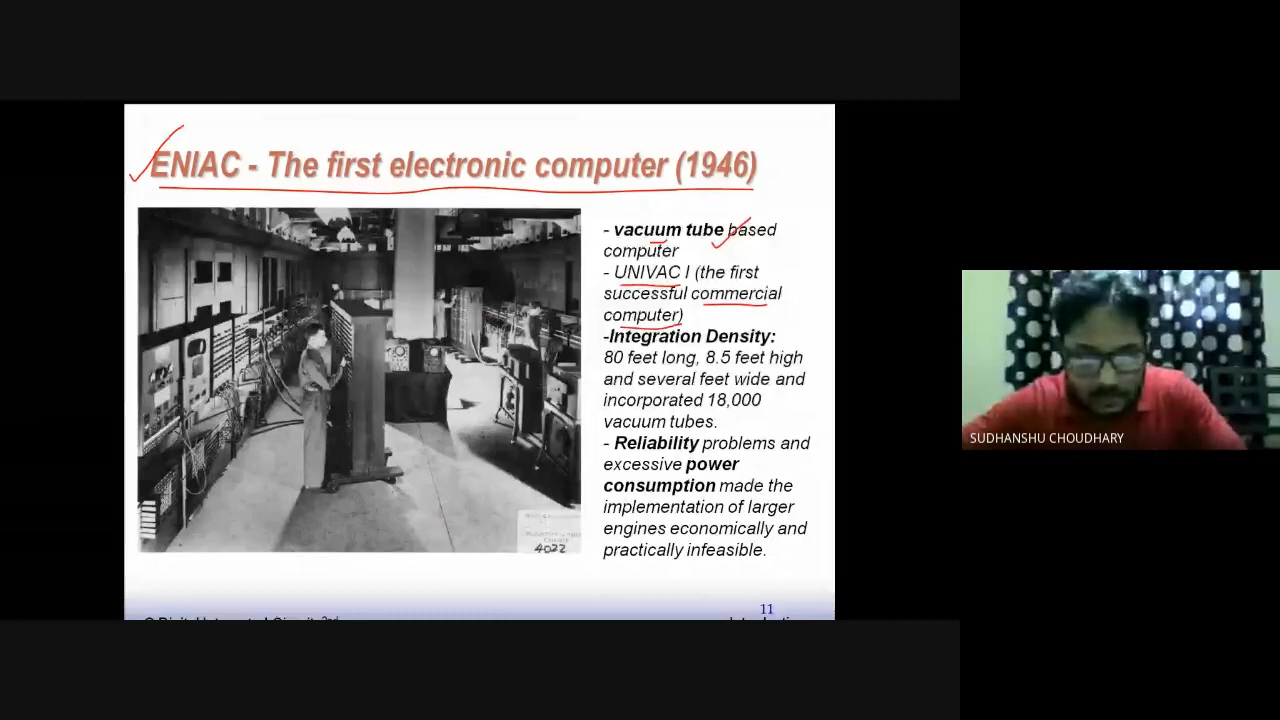 ENIAC - The first electronic computer (1946)
- vacuum tube based
computer
- UNIVAC I (the first
successful commercial
computer)
-Integration Density:
80 feet long, 8.5 feet high
and several feet wide and
incorporated 18,000
vacuum tubes.
- Reliability problems and
excessive power
consumption made the
implementation of larger
engines economically and
practically infeasible.
4022
11
SUDHANSHU CHOUDHARY